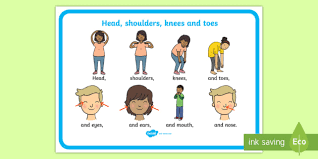 Head, shoulders, knees and toes
Head, shoulders, knees, and toes,
and eyes, and ears, and mouth, and nose.
twinkl
ink saving Eco